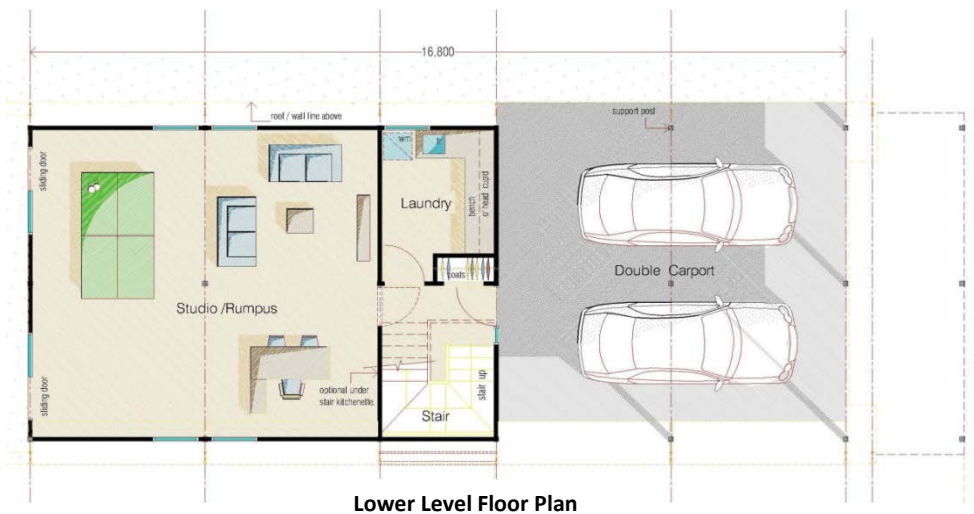 16,800
roof / wall line above
support post
sliding door
wm
Laundry
bench
o/ head cupb'd
coats
Double Carport
Studio /Rumpus
optional under
stair kitchenette.
stair up
sliding door
Stair
Lower Level Floor Plan